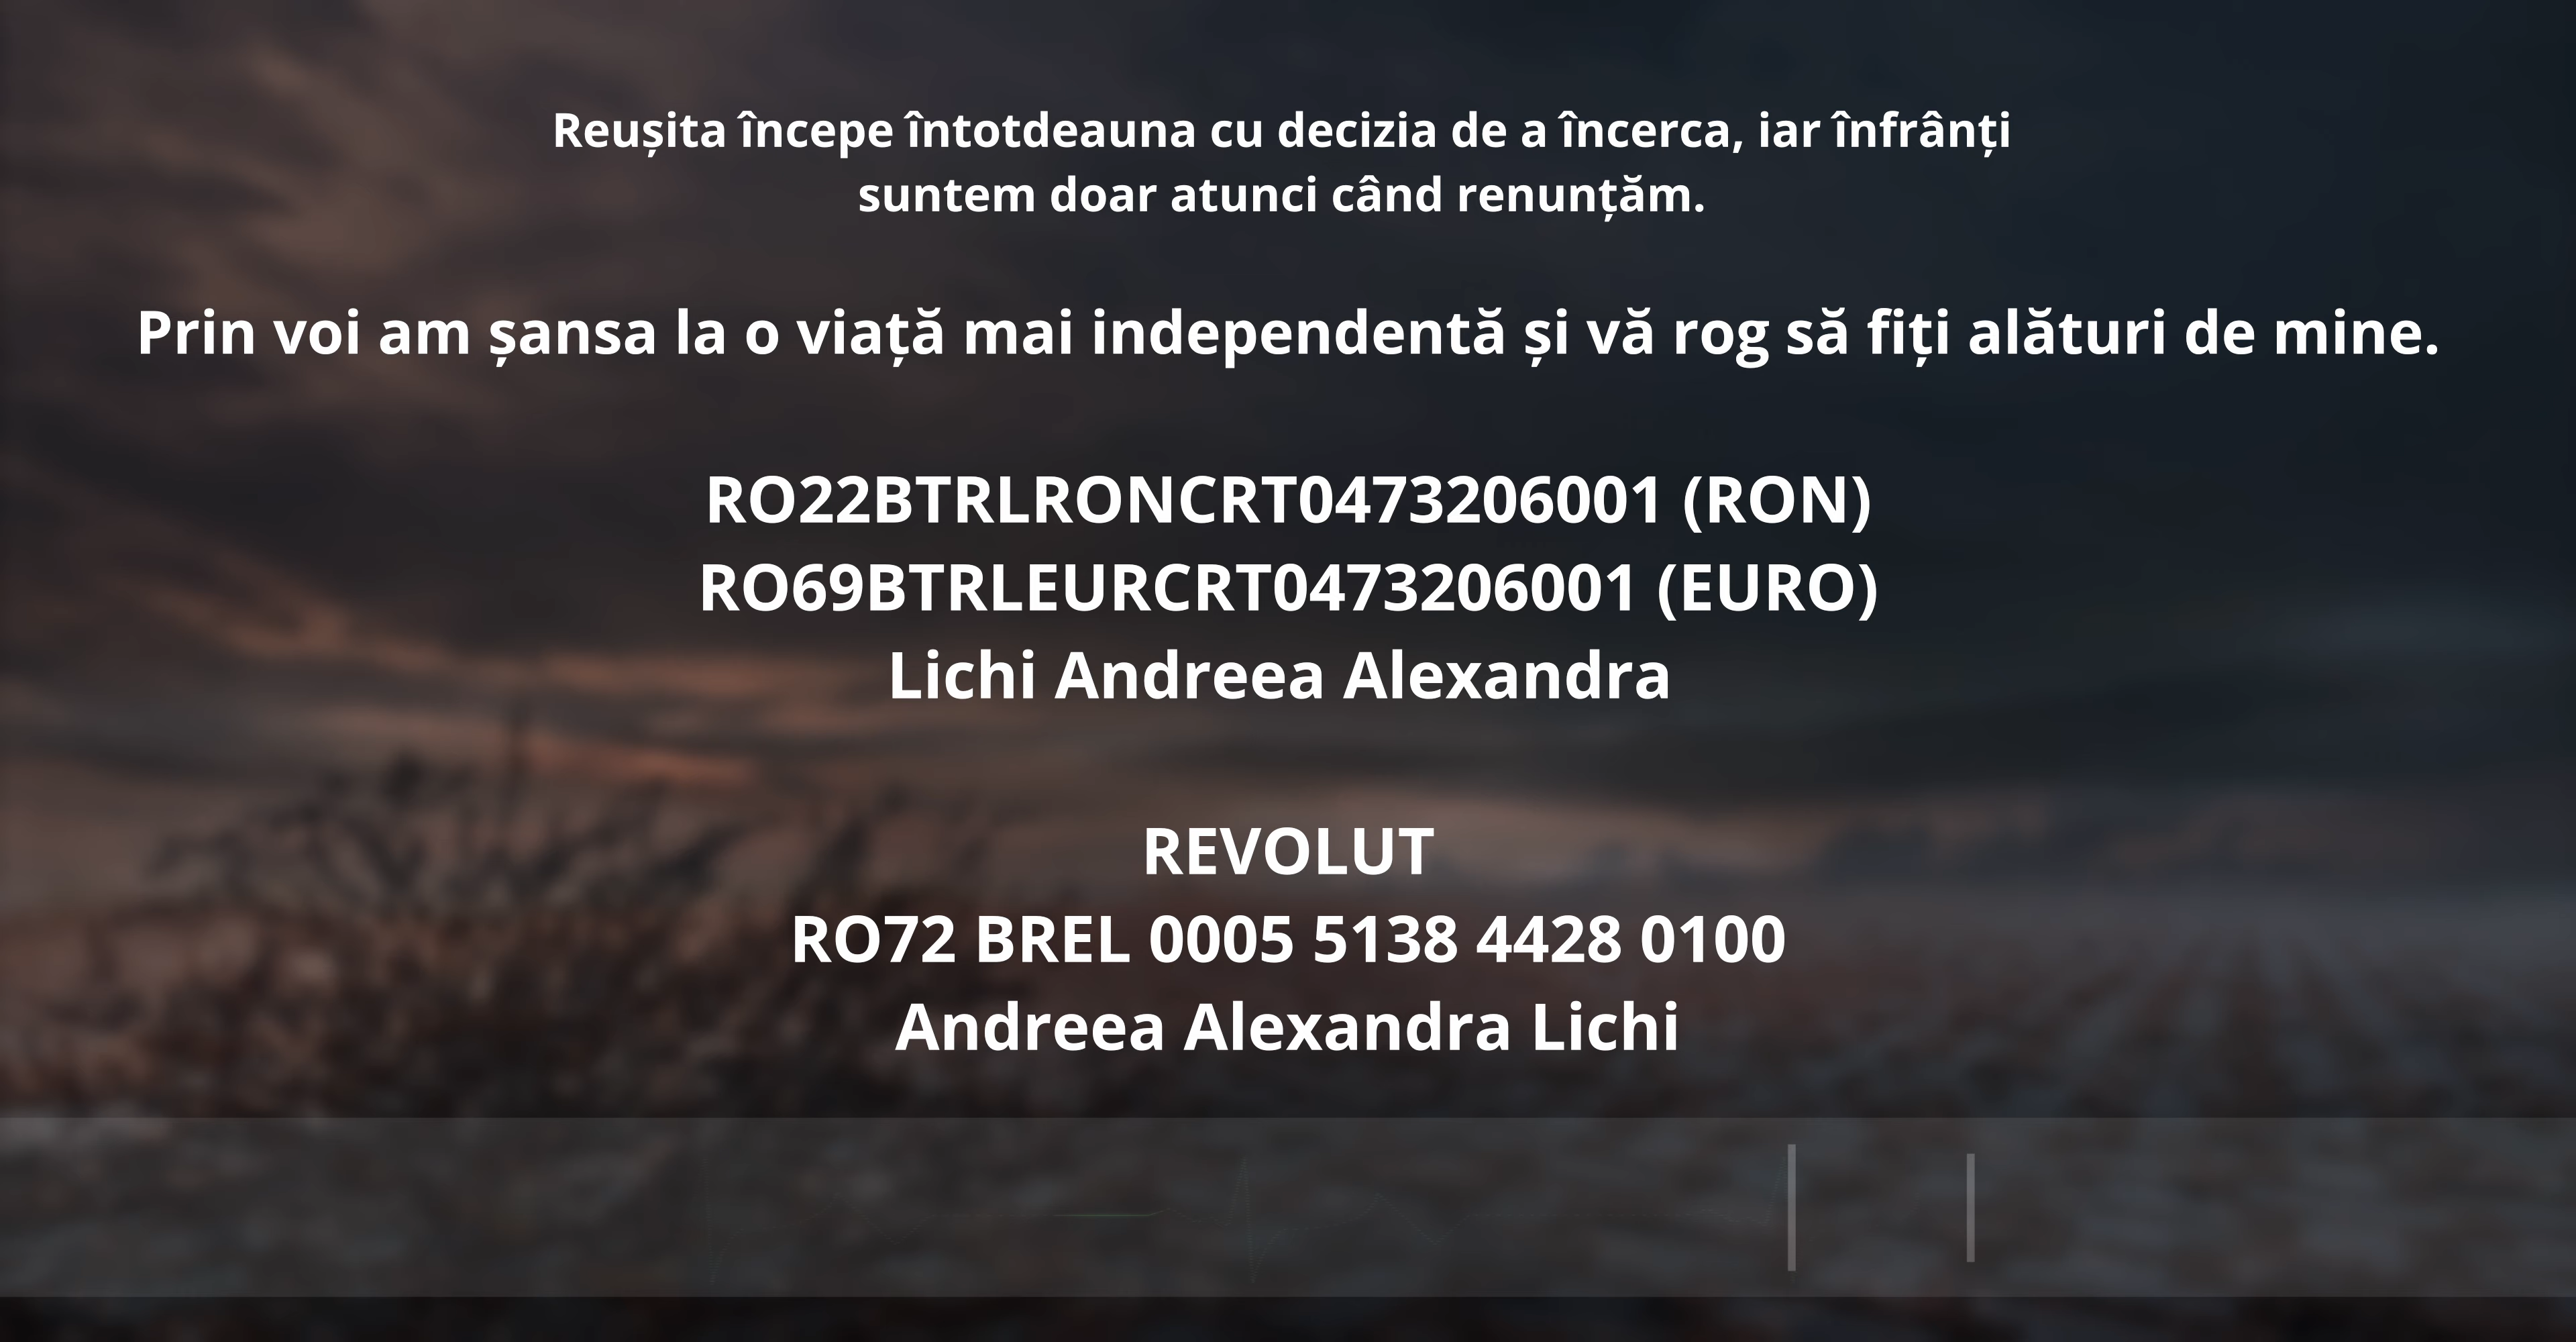 Reușita începe întotdeauna cu decizia de a încerca, iar înfrânți
suntem doar atunci când renunțăm.
Prin voi am șansa la o viață mai independentă și vă rog să fiți alături de mine.
RO22BTRLRONCRT0473206001 (RON)
RO69BTRLEURCRT0473206001 (EURO)
Lichi Andreea Alexandra
REVOLUT
RO72 BREL 0005 5138 4428 0100
Andreea Alexandra Lichi